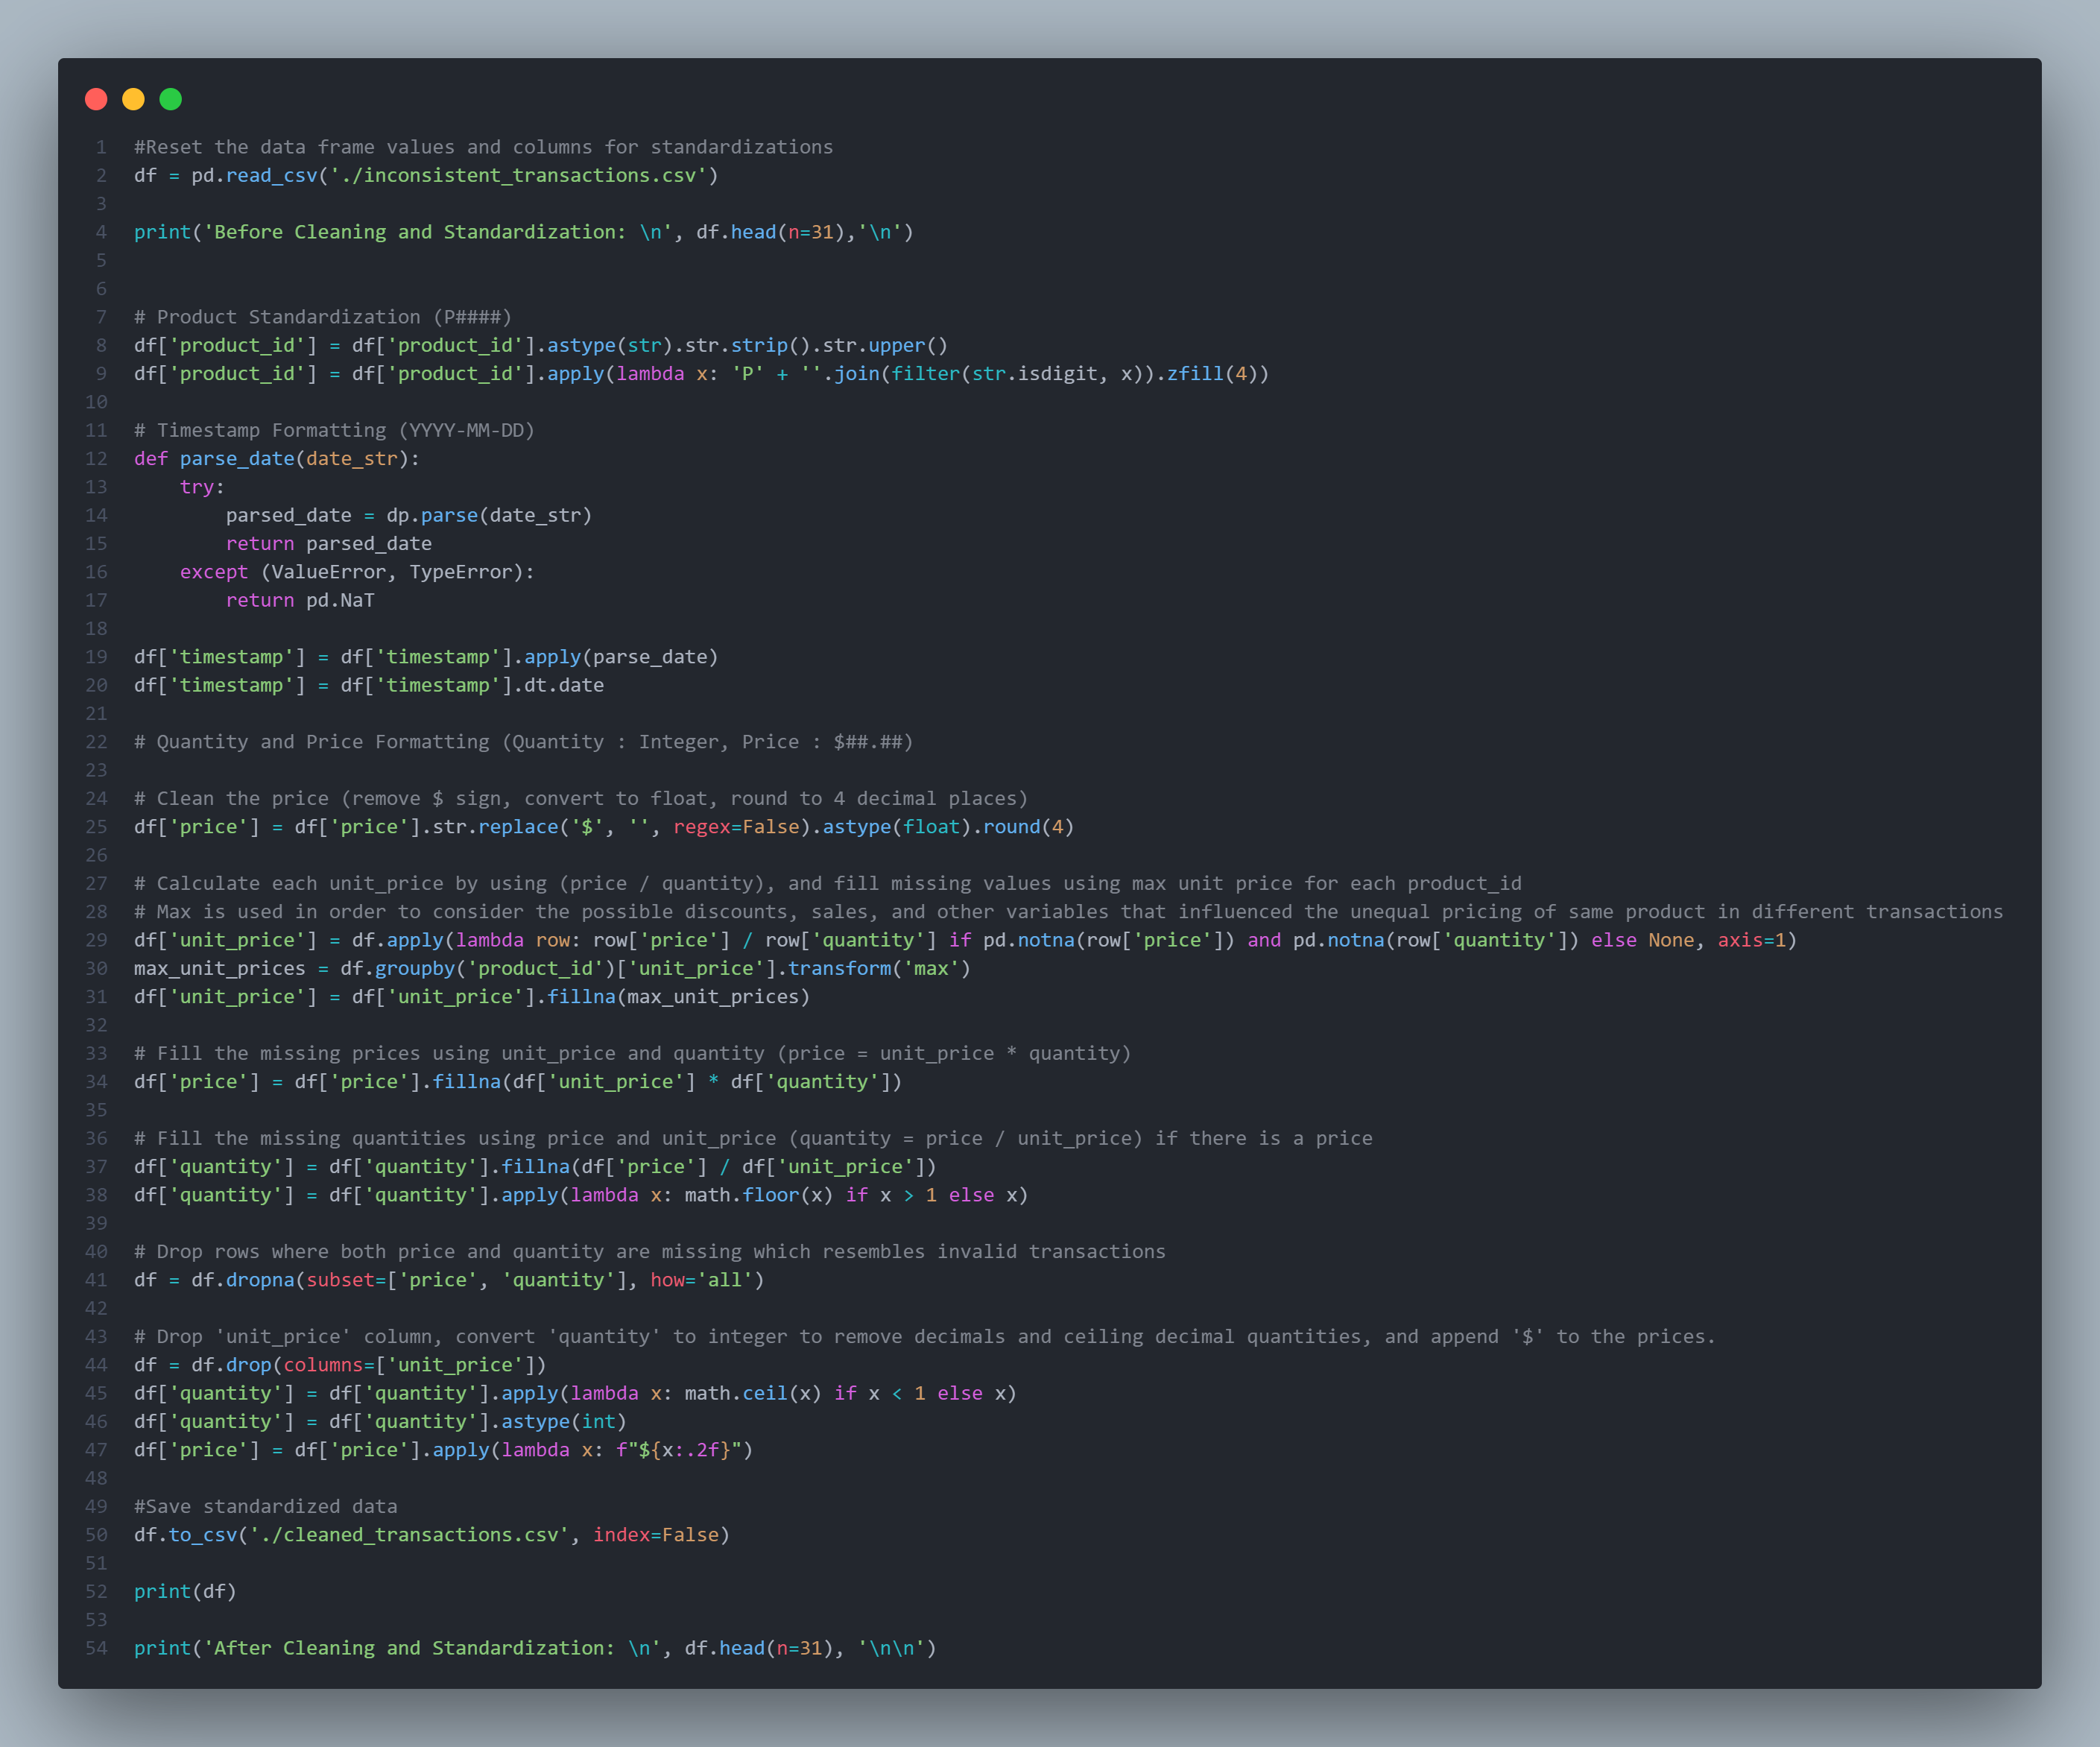 1 #Reset the data frame values and columns for standardizations
2 df = pd.read_csv('./inconsistent_transactions.csv')
3
4 print('Before Cleaning and Standardization: \n', df.head(n=31),'\n')
5
6
7 # Product Standardization (P####)
8 df['product_id'] = df['product_id'].astype(str).str.strip().str.upper()
9 df['product_id'] = df['product_id'].apply(lambda x: 'P' + ''.join(filter(str.isdigit, x)).zfill(4))
10
11 # Timestamp Formatting (YYYY-MM-DD)
12 def parse_date(date_str):
13     try:
14         parsed_date = dp.parse(date_str)
15         return parsed_date
16     except (ValueError, TypeError):
17         return pd.NaT
18
19 df['timestamp'] = df['timestamp'].apply(parse_date)
20 df['timestamp'] = df['timestamp'].dt.date
21
22 # Quantity and Price Formatting (Quantity : Integer, Price : $##.##)
23
24 # Clean the price (remove $ sign, convert to float, round to 4 decimal places)
25 df['price'] = df['price'].str.replace('$', '', regex=False).astype(float).round(4)
26
27 # Calculate each unit_price by using (price / quantity), and fill missing values using max unit price for each product_id
28 # Max is used in order to consider the possible discounts, sales, and other variables that influenced the unequal pricing of same product in different transactions
29 df['unit_price'] = df.apply(lambda row: row['price'] / row['quantity'] if pd.notna(row['price']) and pd.notna(row['quantity']) else None, axis=1)
30 max_unit_prices = df.groupby('product_id')['unit_price'].transform('max')
31 df['unit_price'] = df['unit_price'].fillna(max_unit_prices)
32
33 # Fill the missing prices using unit_price and quantity (price = unit_price * quantity)
34 df['price'] = df['price'].fillna(df['unit_price'] * df['quantity'])
35
36 # Fill the missing quantities using price and unit_price (quantity = price / unit_price) if there is a price
37 df['quantity'] = df['quantity'].fillna(df['price'] / df['unit_price'])
38 df['quantity'] = df['quantity'].apply(lambda x: math.floor(x) if x > 1 else x)
39
40 # Drop rows where both price and quantity are missing which resembles invalid transactions
41 df = df.dropna(subset=['price', 'quantity'], how='all')
42
43 # Drop 'unit_price' column, convert 'quantity' to integer to remove decimals and ceiling decimal quantities, and append '$' to the prices.
44 df = df.drop(columns=['unit_price'])
45 df['quantity'] = df['quantity'].apply(lambda x: math.ceil(x) if x < 1 else x)
46 df['quantity'] = df['quantity'].astype(int)
47 df['price'] = df['price'].apply(lambda x: f"${x:.2f}")
48
49 #Save standardized data
50 df.to_csv('./cleaned_transactions.csv', index=False)
51
52 print(df)
53
54 print('After Cleaning and Standardization: \n', df.head(n=31), '\n\n')